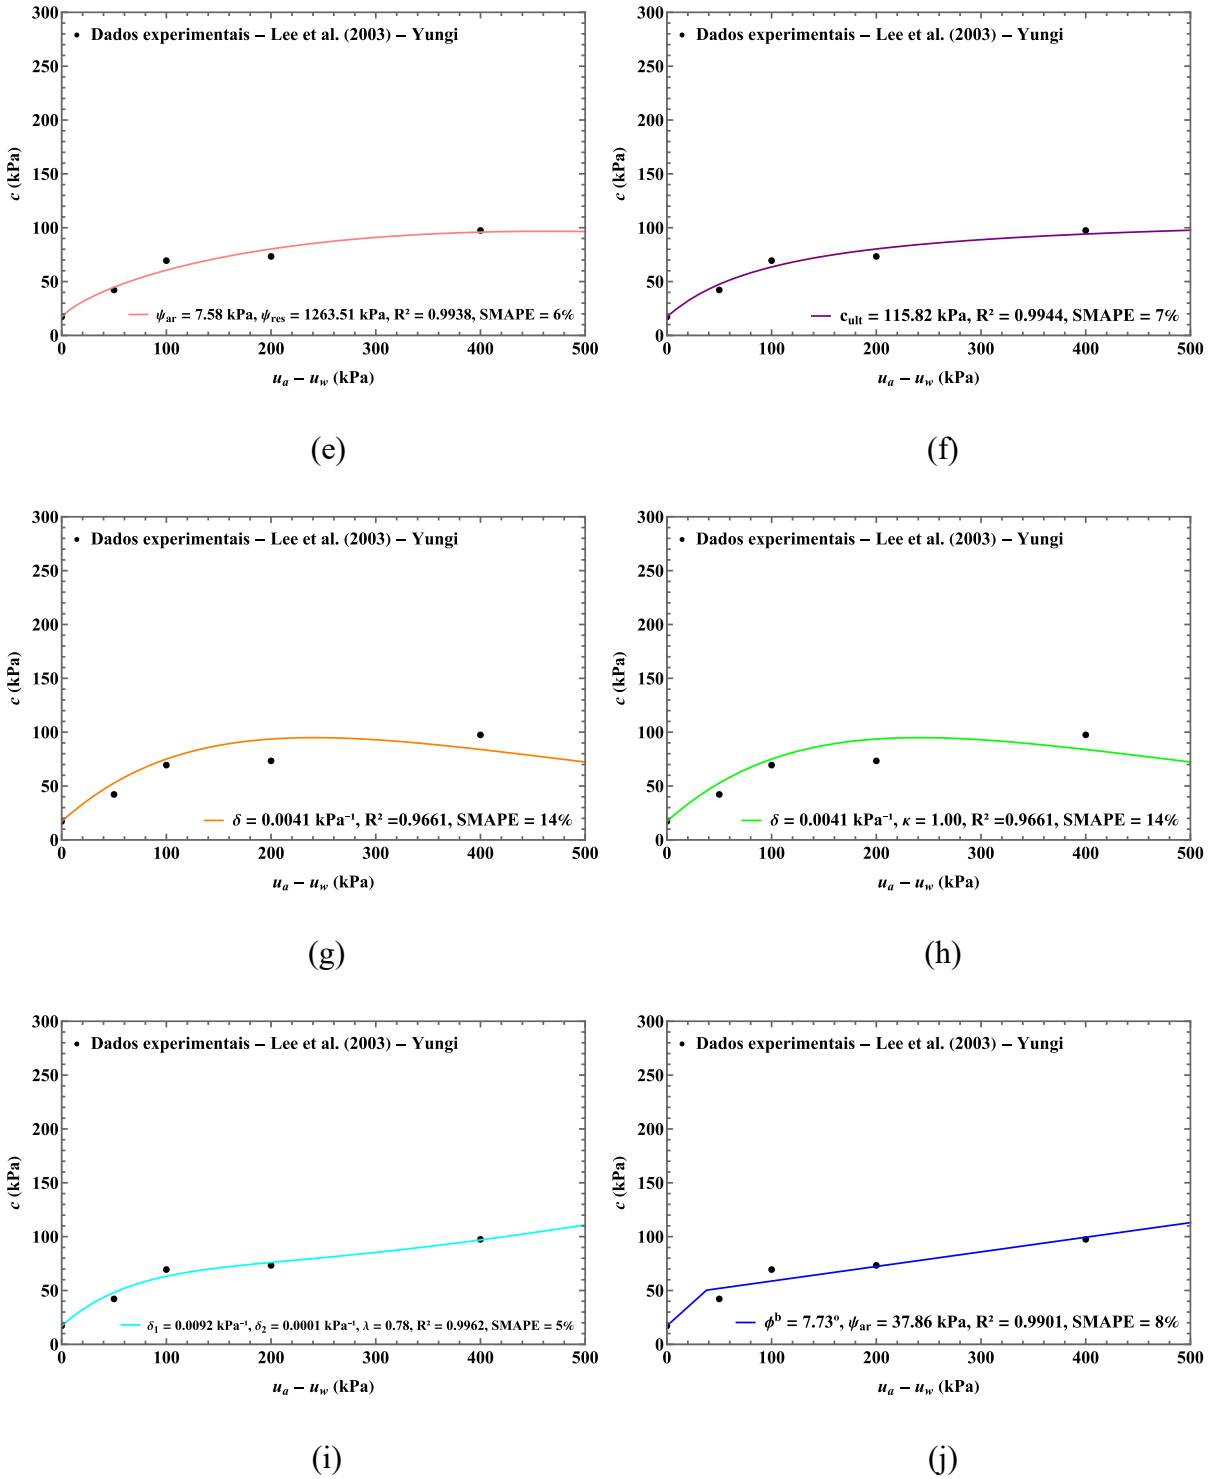 300
250
200
150
100
50
0
c (kPa)
• Dados experimentais – Lee et al. (2003) – Yungi
ψar = 7.58 kPa, ψres = 1263.51 kPa, R² = 0.9938, SMAPE = 6%
0 100 200 300 400 500
ua − uw (kPa)
(e)
300
250
200
150
100
50
0
c (kPa)
• Dados experimentais – Lee et al. (2003) – Yungi
cult = 115.82 kPa, R² = 0.9944, SMAPE = 7%
0 100 200 300 400 500
ua − uw (kPa)
(f)
300
250
200
150
100
50
0
c (kPa)
• Dados experimentais – Lee et al. (2003) – Yungi
δ = 0.0041 kPa⁻¹, R² =0.9661, SMAPE = 14%
0 100 200 300 400 500
ua − uw (kPa)
(g)
300
250
200
150
100
50
0
c (kPa)
• Dados experimentais – Lee et al. (2003) – Yungi
δ = 0.0041 kPa⁻¹, κ = 1.00, R² =0.9661, SMAPE = 14%
0 100 200 300 400 500
ua − uw (kPa)
(h)
300
250
200
150
100
50
0
c (kPa)
• Dados experimentais – Lee et al. (2003) – Yungi
δ1 = 0.0092 kPa⁻¹, δ2 = 0.0001 kPa⁻¹, λ = 0.78, R² = 0.9962, SMAPE = 5%
0 100 200 300 400 500
ua − uw (kPa)
(i)
300
250
200
150
100
50
0
c (kPa)
• Dados experimentais – Lee et al. (2003) – Yungi
ϕᵇ = 7.73º, ψar = 37.86 kPa, R² = 0.9901, SMAPE = 8%
0 100 200 300 400 500
ua − uw (kPa)
(j)